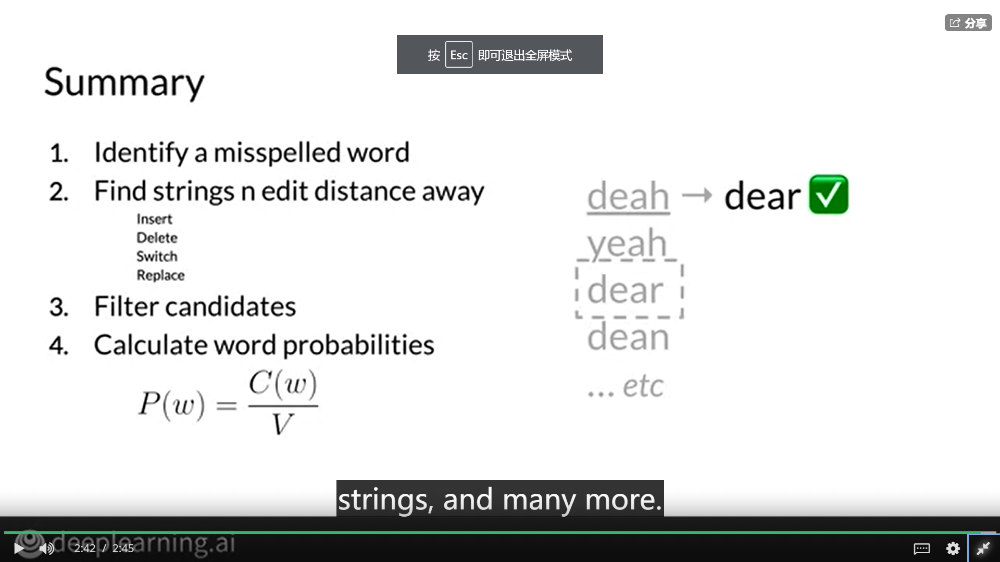 分享
按 Esc 即可退出全屏模式
Summary
1. Identify a misspelled word
2. Find strings n edit distance away
Insert
Delete
Switch
Replace
3. Filter candidates
4. Calculate word probabilities
P(w) = C(w) / V
deah → dear ✅
yeah
dear
dean
... etc
strings, and many more.
deeplearning.ai
2:42 / 2:45